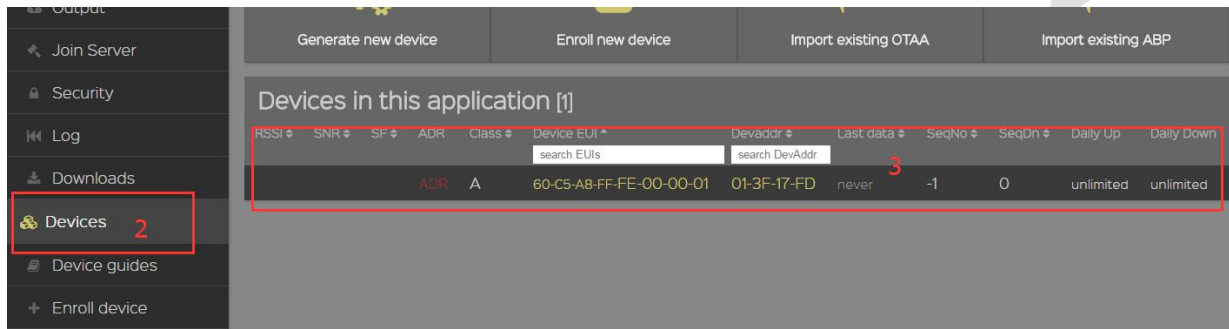 Output
Join Server
Security
Log
Downloads
Devices
2
Device guides
Enroll device
Generate new device
Enroll new device
Import existing OTAA
Import existing ABP
Devices in this application [1]
RSSI SNR SF ADR Class Device EUI Devaddr Last data SeqNo SeqDn Daily Up Daily Down
search EUIs search DevAddr
3
ADR A 60-C5-A8-FF-FE-00-00-01 01-3F-17-FD never -1 0 unlimited unlimited